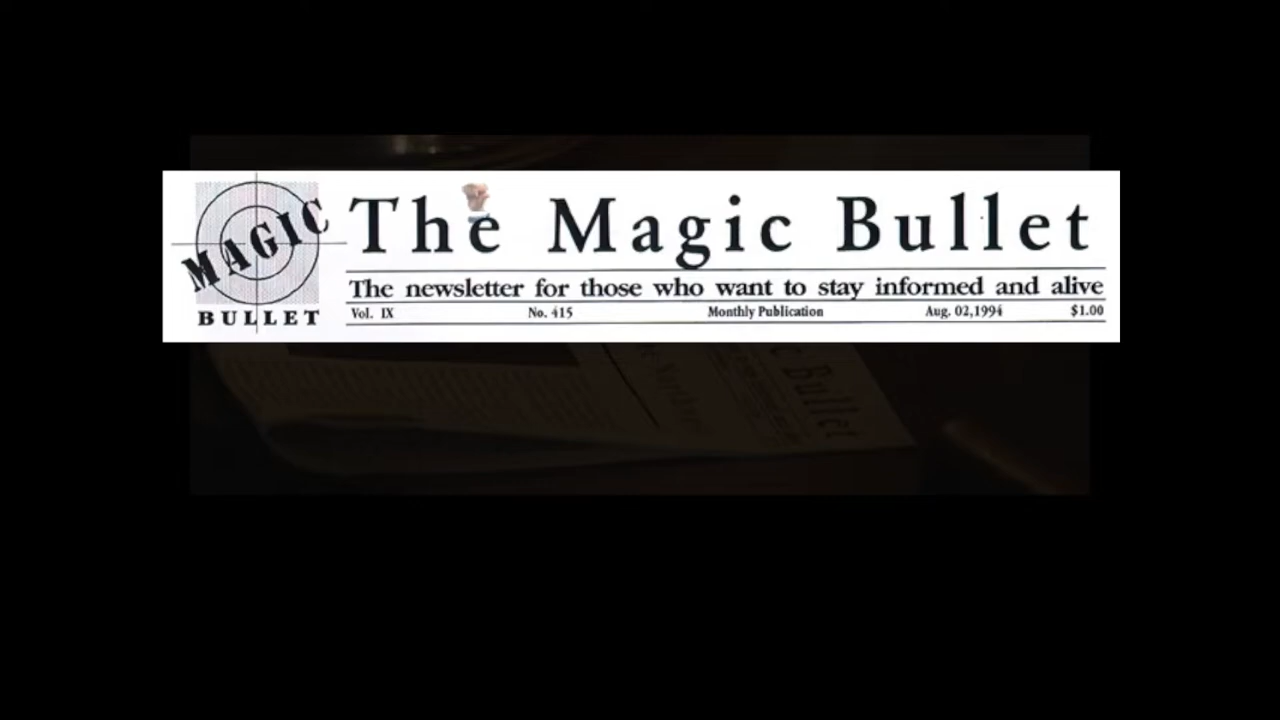 MAGIC
BULLET
The Magic Bullet
The newsletter for those who want to stay informed and alive
Vol. IX No. 415 Monthly Publication Aug. 02,1994 $1.00
c Bullet